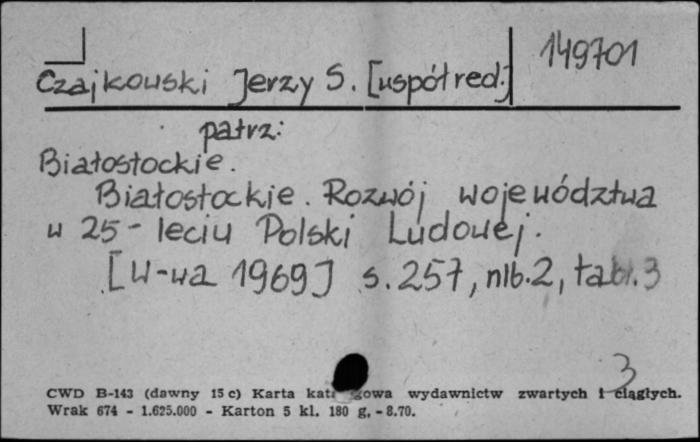 149701
Czajkowski Jerzy S. [współred.]
patrz:
Białostockie.
Białostockie. Rozwój województwa
w 25-leciu Polski Ludowej.
[W-wa 1969] s. 257, nlb. 2, tabl. 3
3
CWD B-143 (dawny 15 c) Karta wydawnictw zwartych i ciągłych.
Wrak 674 - 1.625.000 - Karton 5 kl. 180 g. - 8.70.